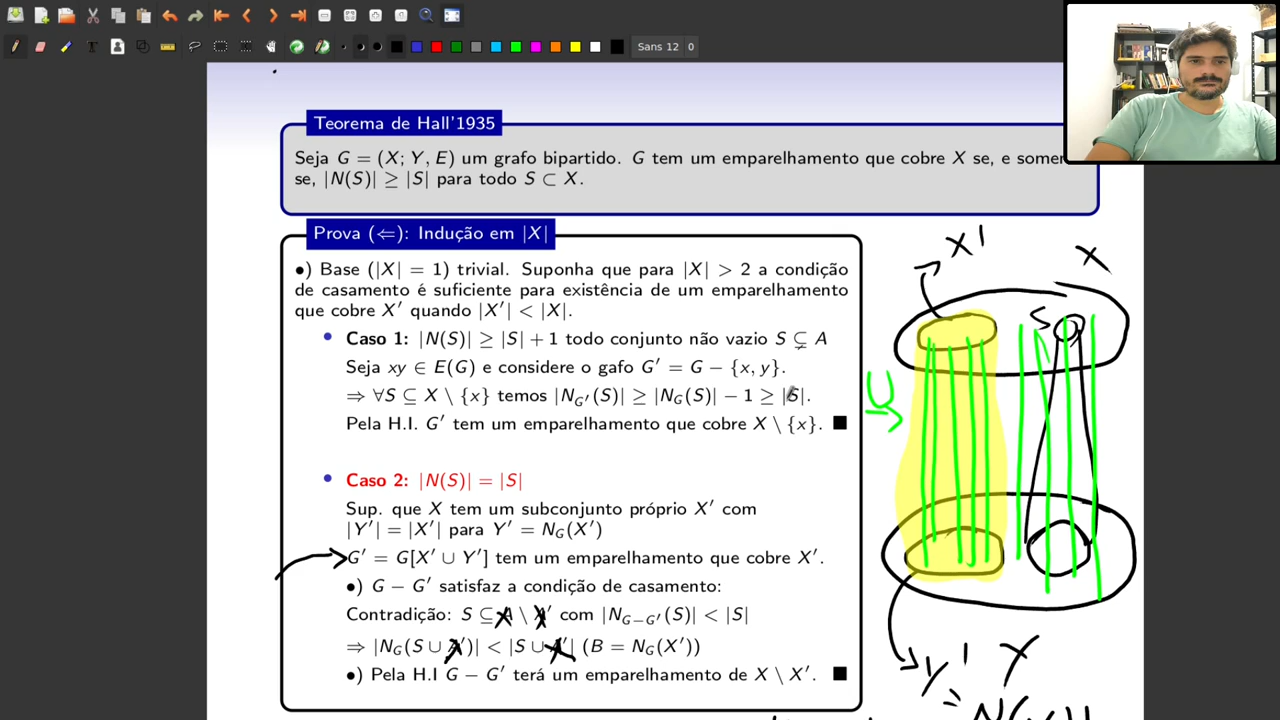 Sans 12 0
Teorema de Hall'1935
Seja G = (X; Y, E) um grafo bipartido. G tem um emparelhamento que cobre X se, e
se, |N(S)| ≥ |S| para todo S ⊂ X.
Prova (⇐): Indução em |X|
•) Base (|X| = 1) trivial. Suponha que para |X| > 2 a condição
de casamento é suficiente para existência de um emparelhamento
que cobre X′ quando |X′| < |X|.
• Caso 1: |N(S)| ≥ |S| + 1 todo conjunto não vazio S ⊊ A
Seja xy ∈ E(G) e considere o gafo G′ = G − {x, y}.
⇒ ∀S ⊆ X \ {x} temos |N_G′(S)| ≥ |N_G(S)| − 1 ≥ |S|.
Pela H.I. G′ tem um emparelhamento que cobre X \ {x}. ■
• Caso 2: |N(S)| = |S|
Sup. que X tem um subconjunto próprio X′ com
|Y′| = |X′| para Y′ = N_G(X′)
G′ = G[X′ ∪ Y′] tem um emparelhamento que cobre X′.
•) G − G′ satisfaz a condição de casamento:
Contradição: S ⊆ X \ X′ com |N_G−G′(S)| < |S|
⇒ |N_G(S ∪ X′)| < |S ∪ X′| (B = N_G(X′))
•) Pela H.I G − G′ terá um emparelhamento de X \ X′. ■
X'
X
S
U
Y'
Y